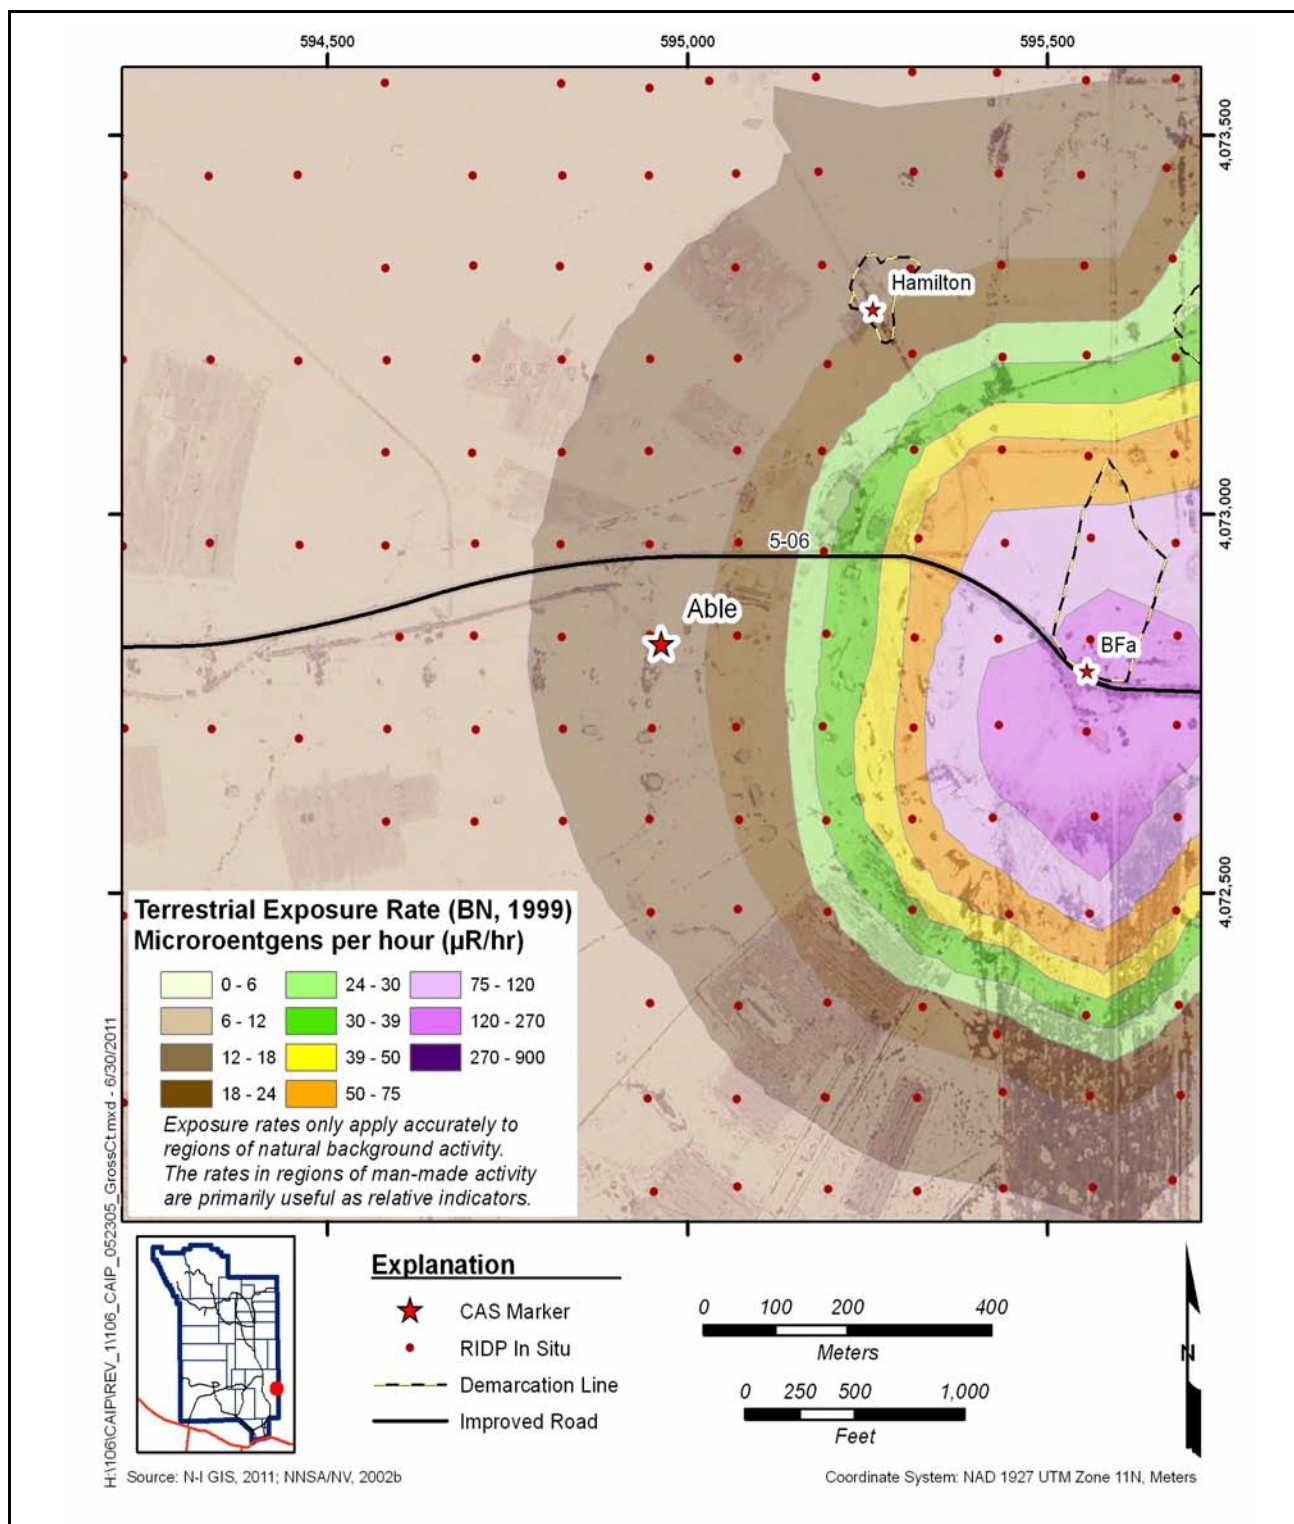 594,500 595,000 595,500
4,073,500
Hamilton
4,073,000
5-06
Able
BFa
4,072,500
Terrestrial Exposure Rate (BN, 1999)
Microroentgens per hour (µR/hr)
0 - 6 24 - 30 75 - 120
6 - 12 30 - 39 120 - 270
12 - 18 39 - 50 270 - 900
18 - 24 50 - 75
Exposure rates only apply accurately to
regions of natural background activity.
The rates in regions of man-made activity
are primarily useful as relative indicators.
H:\106\CAIP\REV_1\106_CAIP_052305_GrossCt.mxd - 6/30/2011
Explanation
CAS Marker
RIDP In Situ
Demarcation Line
Improved Road
0 100 200 400
Meters
0 250 500 1,000
Feet
N
Source: N-I GIS, 2011; NNSA/NV, 2002b
Coordinate System: NAD 1927 UTM Zone 11N, Meters